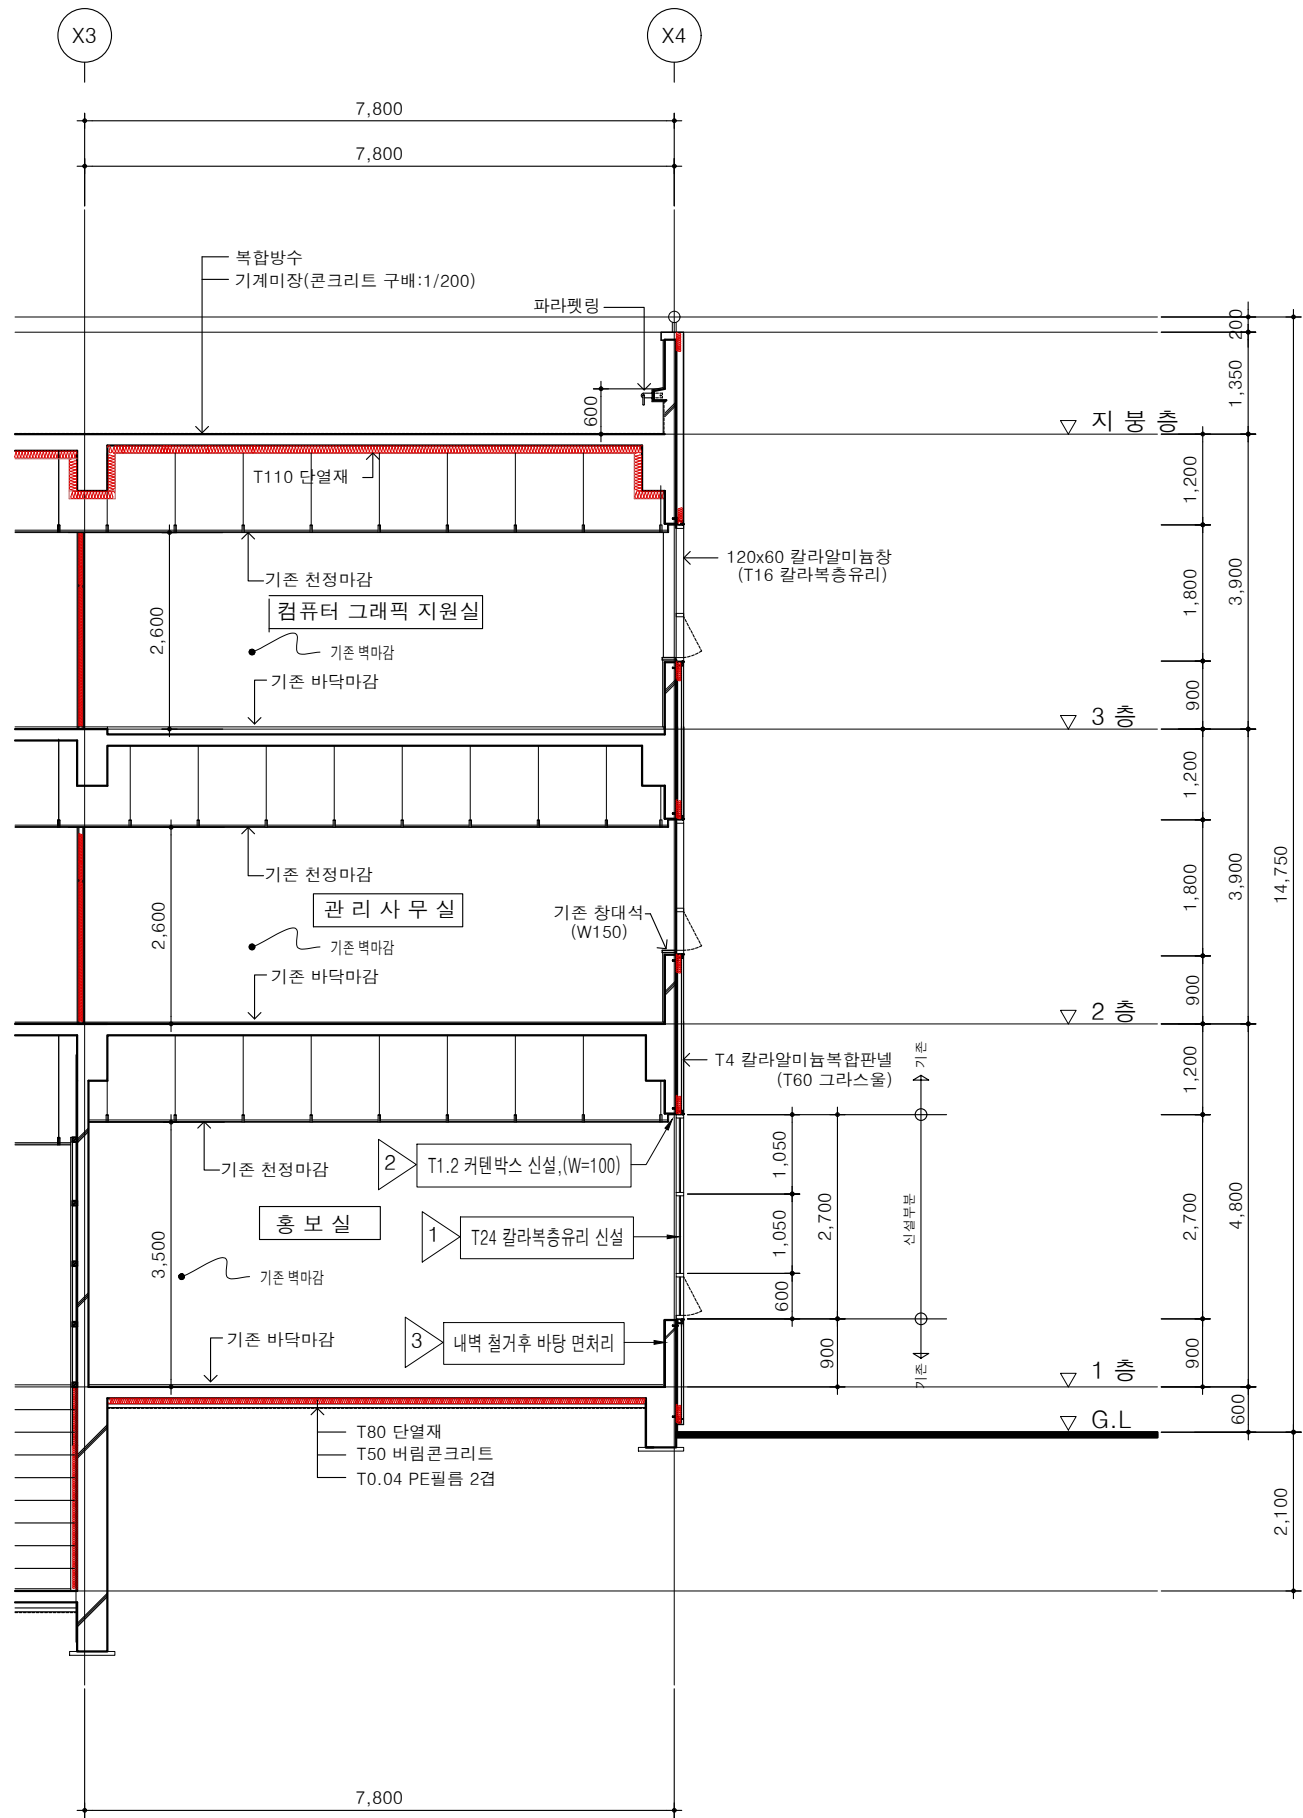 X3
X4
7,800
7,800
복합방수
기계미장(콘크리트 구배:1/200)
파라펫링
200
1,350
600
지 붕 층
T110 단열재
1,200
120x60 칼라알미늄창
(T16 칼라복층유리)
기존 천정마감
컴퓨터 그래픽 지원실
2,600
1,800
3,900
기존 벽마감
기존 바닥마감
900
3 층
1,200
14,750
기존 천정마감
관 리 사 무 실
2,600
기존 창대석
(W150)
1,800
3,900
기존 벽마감
기존 바닥마감
900
2 층
T4 칼라알미늄복합판넬
(T60 그라스울)
기존
1,200
2
T1.2 커텐박스 신설,(W=100)
1,050
기존 천정마감
홍 보 실
1
T24 칼라복층유리 신설
3,500
1,050
2,700
신설부분
2,700
4,800
기존 벽마감
600
기존 바닥마감
3
내벽 철거후 바탕 면처리
900
기존
900
1 층
600
G.L
T80 단열재
T50 버림콘크리트
T0.04 PE필름 2겹
2,100
7,800